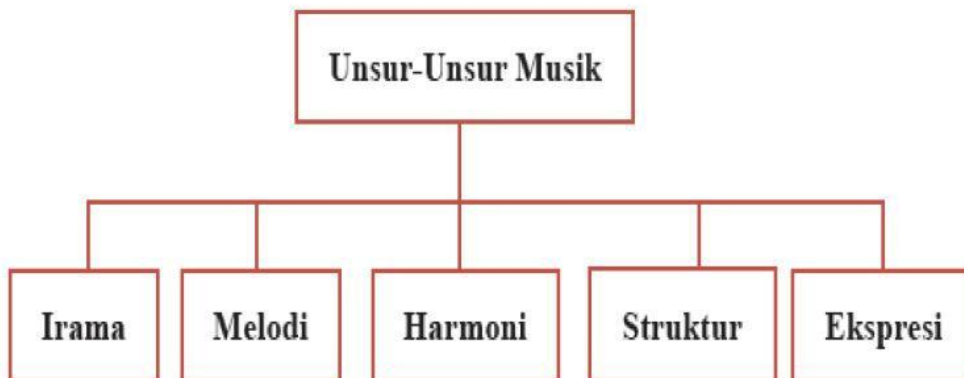 Unsur-Unsur Musik
Irama
Melodi
Harmoni
Struktur
Ekspresi